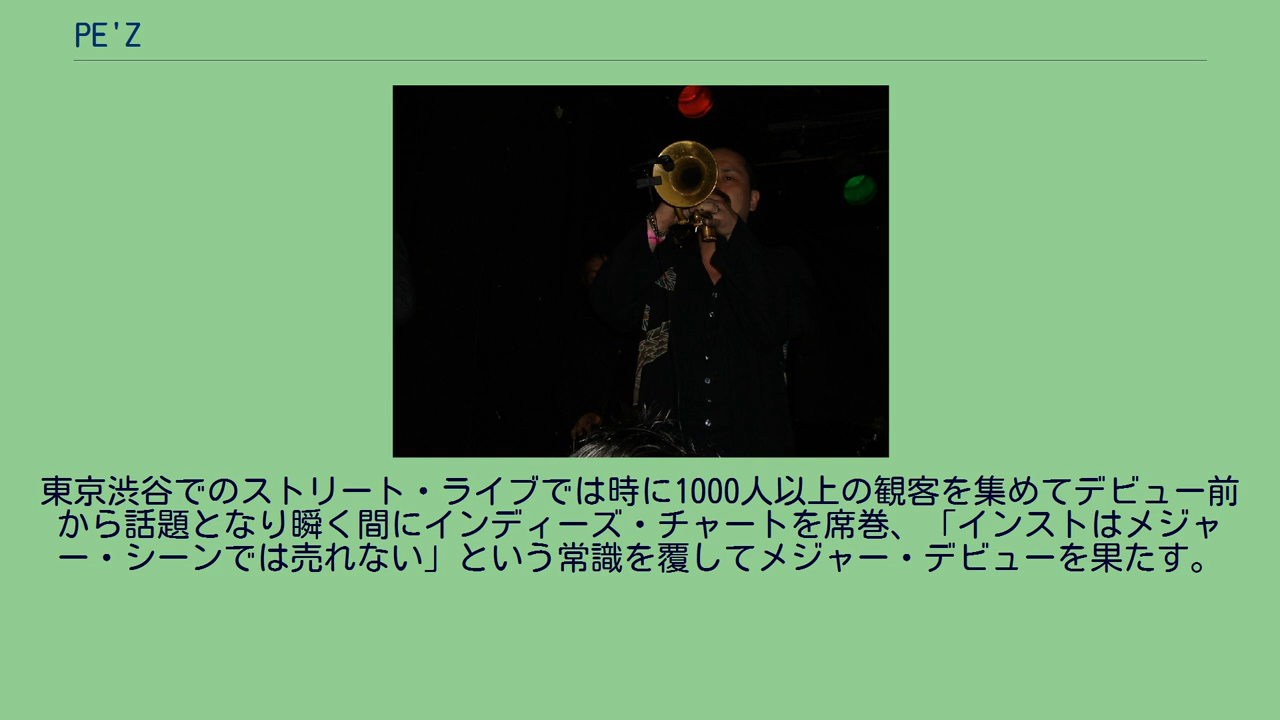 PE'Z
東京渋谷でのストリート・ライブでは時に1000人以上の観客を集めてデビュー前
から話題となり瞬く間にインディーズ・チャートを席巻、「インストはメジャ
ー・シーンでは売れない」という常識を覆してメジャー・デビューを果たす。